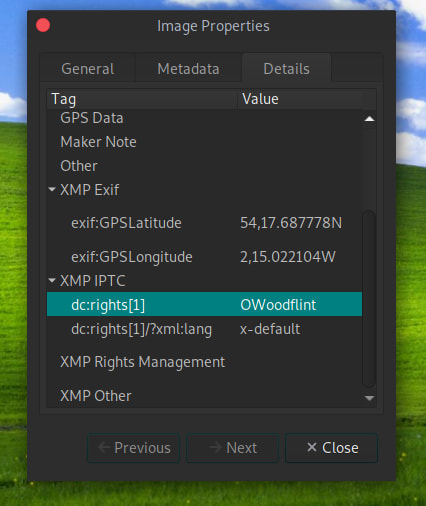 Image Properties
General Metadata Details
Tag Value
GPS Data
Maker Note
Other
XMP Exif
exif:GPSLatitude 54,17.687778N
exif:GPSLongitude 2,15.022104W
XMP IPTC
dc:rights[1] OWoodflint
dc:rights[1]/?xml:lang x-default
XMP Rights Management
XMP Other
Previous Next Close